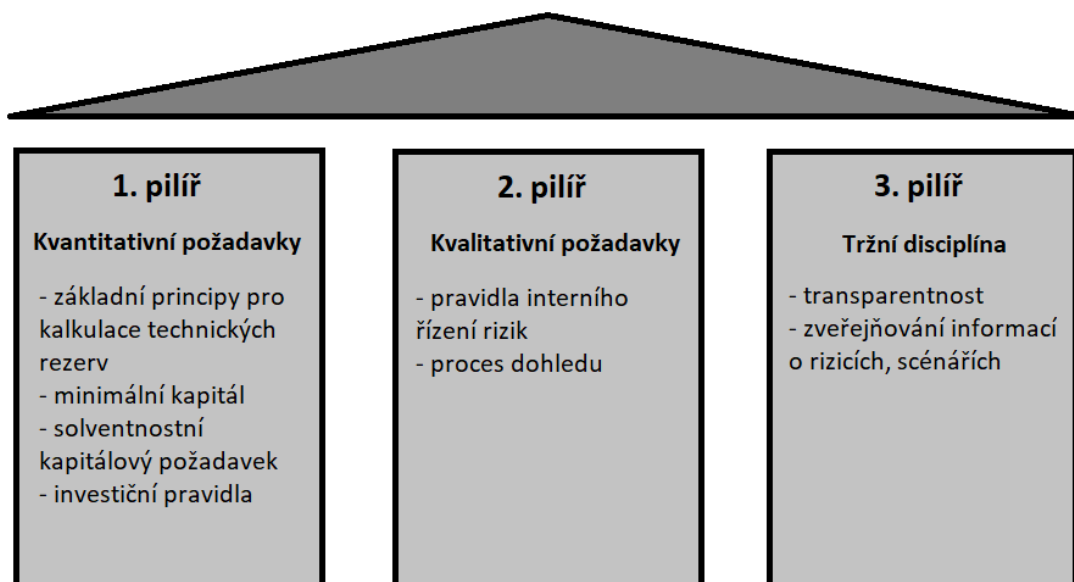 1. pilíř
Kvantitativní požadavky
- základní principy pro
kalkulace technických
rezerv
- minimální kapitál
- solventnostní
kapitálový požadavek
- investiční pravidla
2. pilíř
Kvalitativní požadavky
- pravidla interního
řízení rizik
- proces dohledu
3. pilíř
Tržní disciplína
- transparentnost
- zveřejňování informací
o rizicích, scénářích